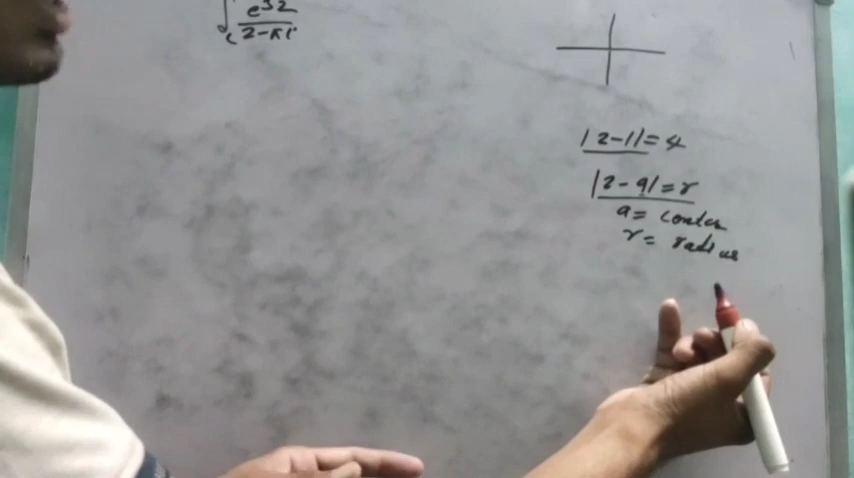 ∫c e3z / z-πi
|z-1|=4
|z-a|=r
a= center
r= radius